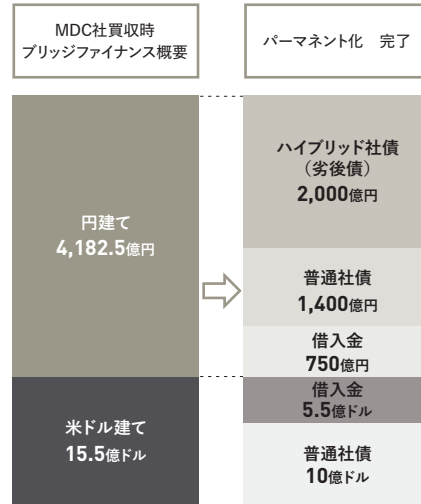 MDC社買収時
ブリッジファイナンス概要
パーマネント化　完了
円建て
4,182.5億円
米ドル建て
15.5億ドル
ハイブリッド社債
（劣後債）
2,000億円
普通社債
1,400億円
借入金
750億円
借入金
5.5億ドル
普通社債
10億ドル